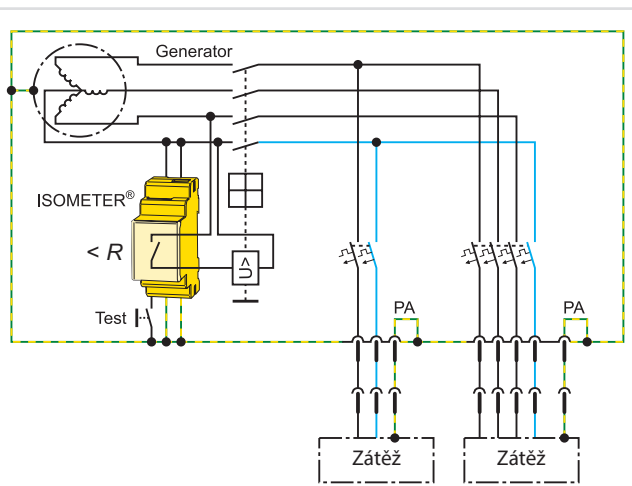 Generator
ISOMETER®
< R
U>
Test
PA
PA
Zátěž
Zátěž